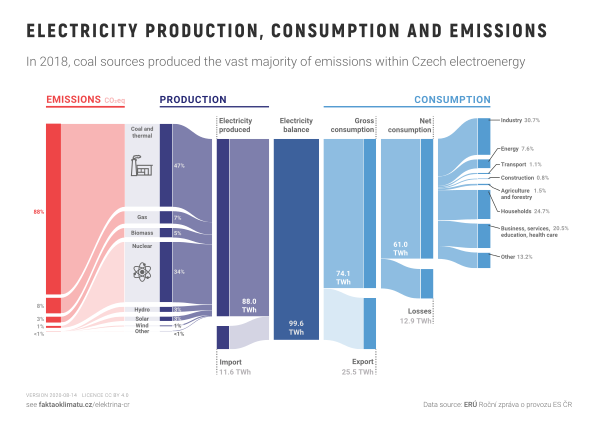 ELECTRICITY PRODUCTION, CONSUMPTION AND EMISSIONS
In 2018, coal sources produced the vast majority of emissions within Czech electroenergy
EMISSIONS CO₂eq
PRODUCTION
CONSUMPTION
Coal and
thermal
Electricity
produced
Electricity
balance
Gross
consumption
Net
consumption
Industry 30.7%
47%
Energy 7.6%
Transport 1.1%
Construction 0.8%
Agriculture 1.5%
and forestry
88%
Households 24.7%
Gas
7%
Biomass
5%
Business, services, 20.5%
education, health care
Nuclear
61.0
TWh
Other 13.2%
34%
74,1
TWh
88.0
TWh
8%
Hydro
Solar
3%
Wind
1%
1%
Other
<1%
<1%
99.6
TWh
Losses
12.9 TWh
Import
11.6 TWh
Export
25.5 TWh
VERSION 2020-08-14 · LICENCE CC BY 4.0
see faktaoklimatu.cz/elektrina-cr
Data source: ERÚ Roční zpráva o provozu ES ČR